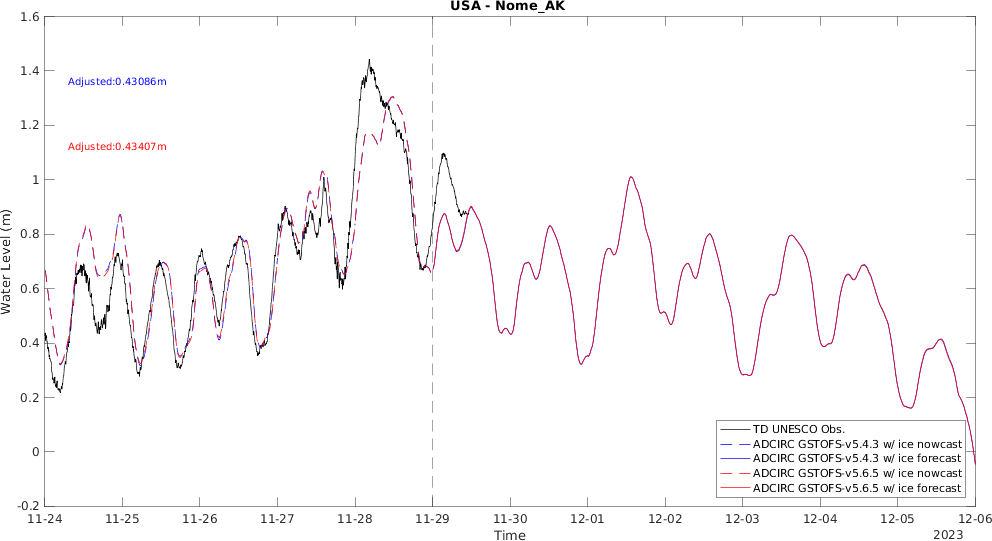 USA - Nome_AK
1.6
1.4
1.2
1
0.8
0.6
0.4
0.2
0
-0.2
Water Level (m)
Adjusted:0.43086m
Adjusted:0.43407m
TD UNESCO Obs.
ADCIRC GSTOFS-v5.4.3 w/ ice nowcast
ADCIRC GSTOFS-v5.4.3 w/ ice forecast
ADCIRC GSTOFS-v5.6.5 w/ ice nowcast
ADCIRC GSTOFS-v5.6.5 w/ ice forecast
11-24 11-25 11-26 11-27 11-28 11-29 11-30 12-01 12-02 12-03 12-04 12-05 12-06
Time
2023